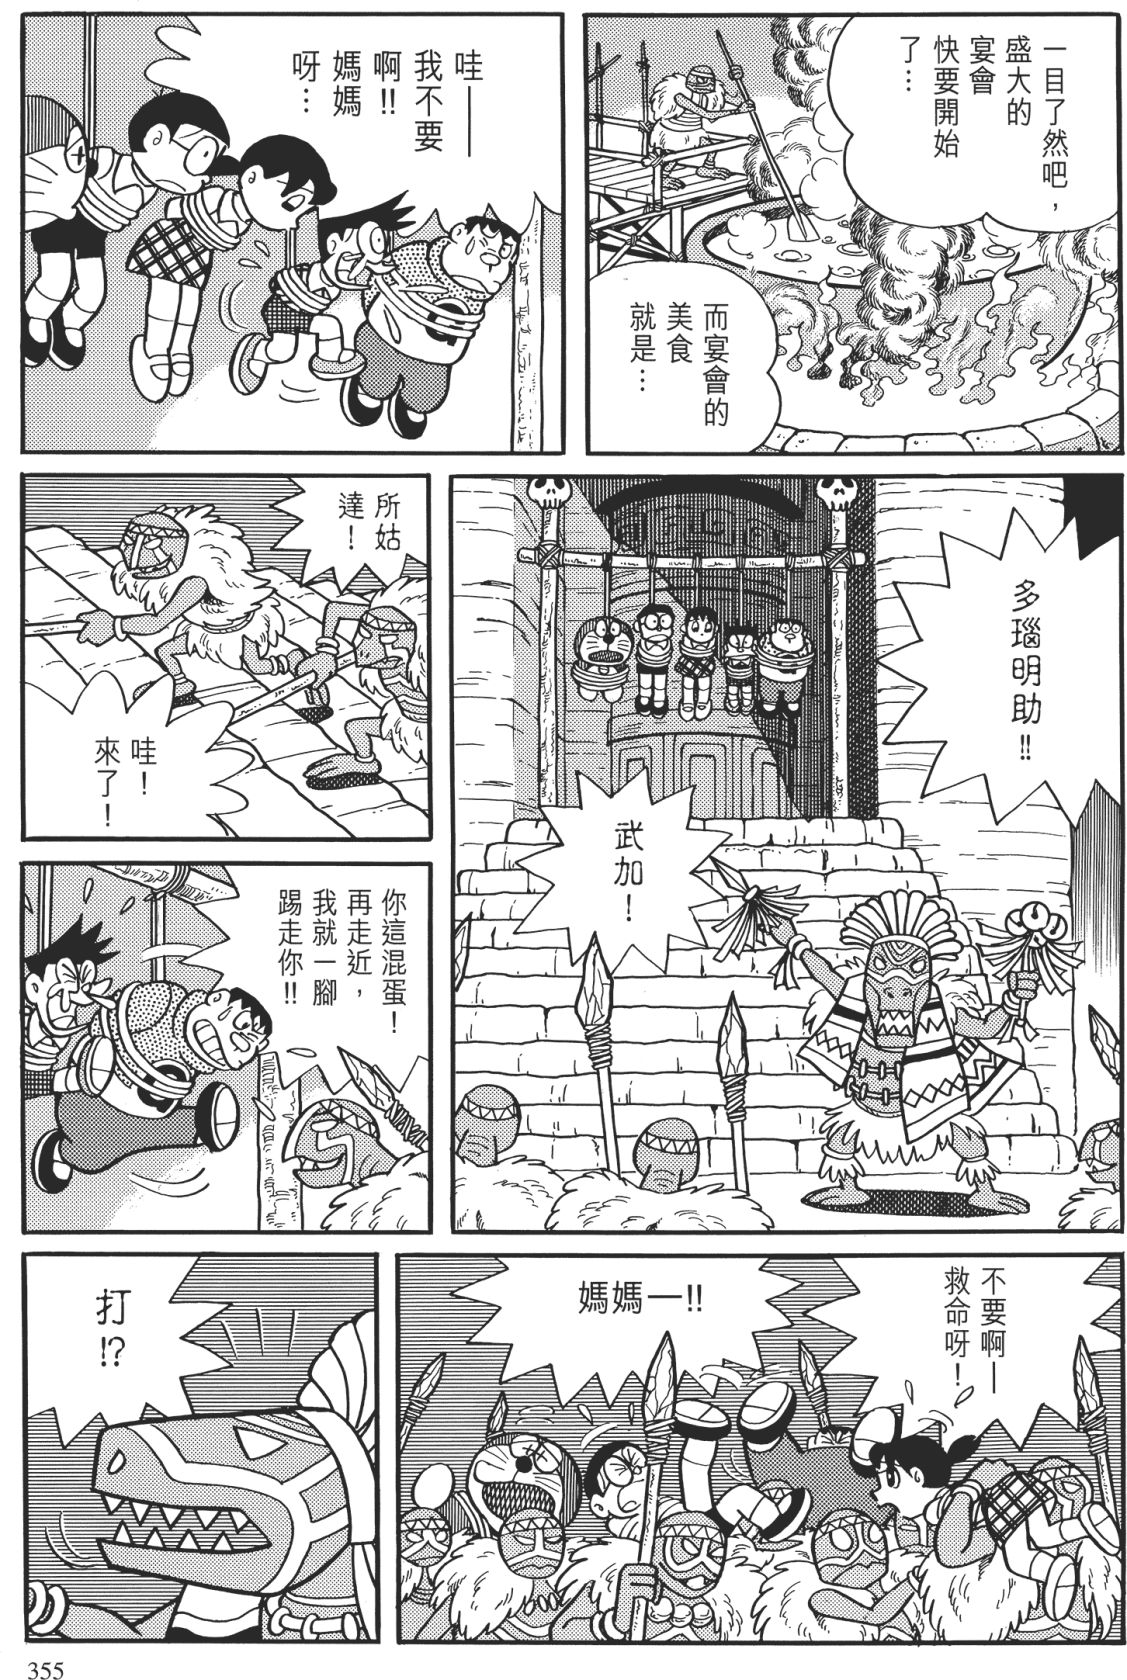 一目了然吧，
盛大的
宴會
快要開始
了…
而宴會的
美食
就是…
哇──
我不要
啊!!
媽媽
呀…
多瑙明助!!
武加！
所姑
達！
哇！
來了！
你這混蛋！
再走近，
我就一腳
踢走你!!
不要啊─
救命呀！
媽媽─!!
打!?
355